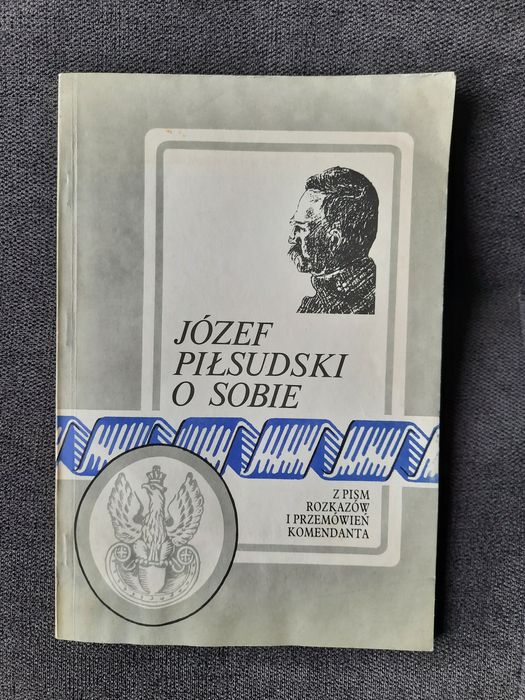 JÓZEF
PIŁSUDSKI
O SOBIE
Z PISM
ROZKAZÓW
I PRZEMÓWIEŃ
KOMENDANTA